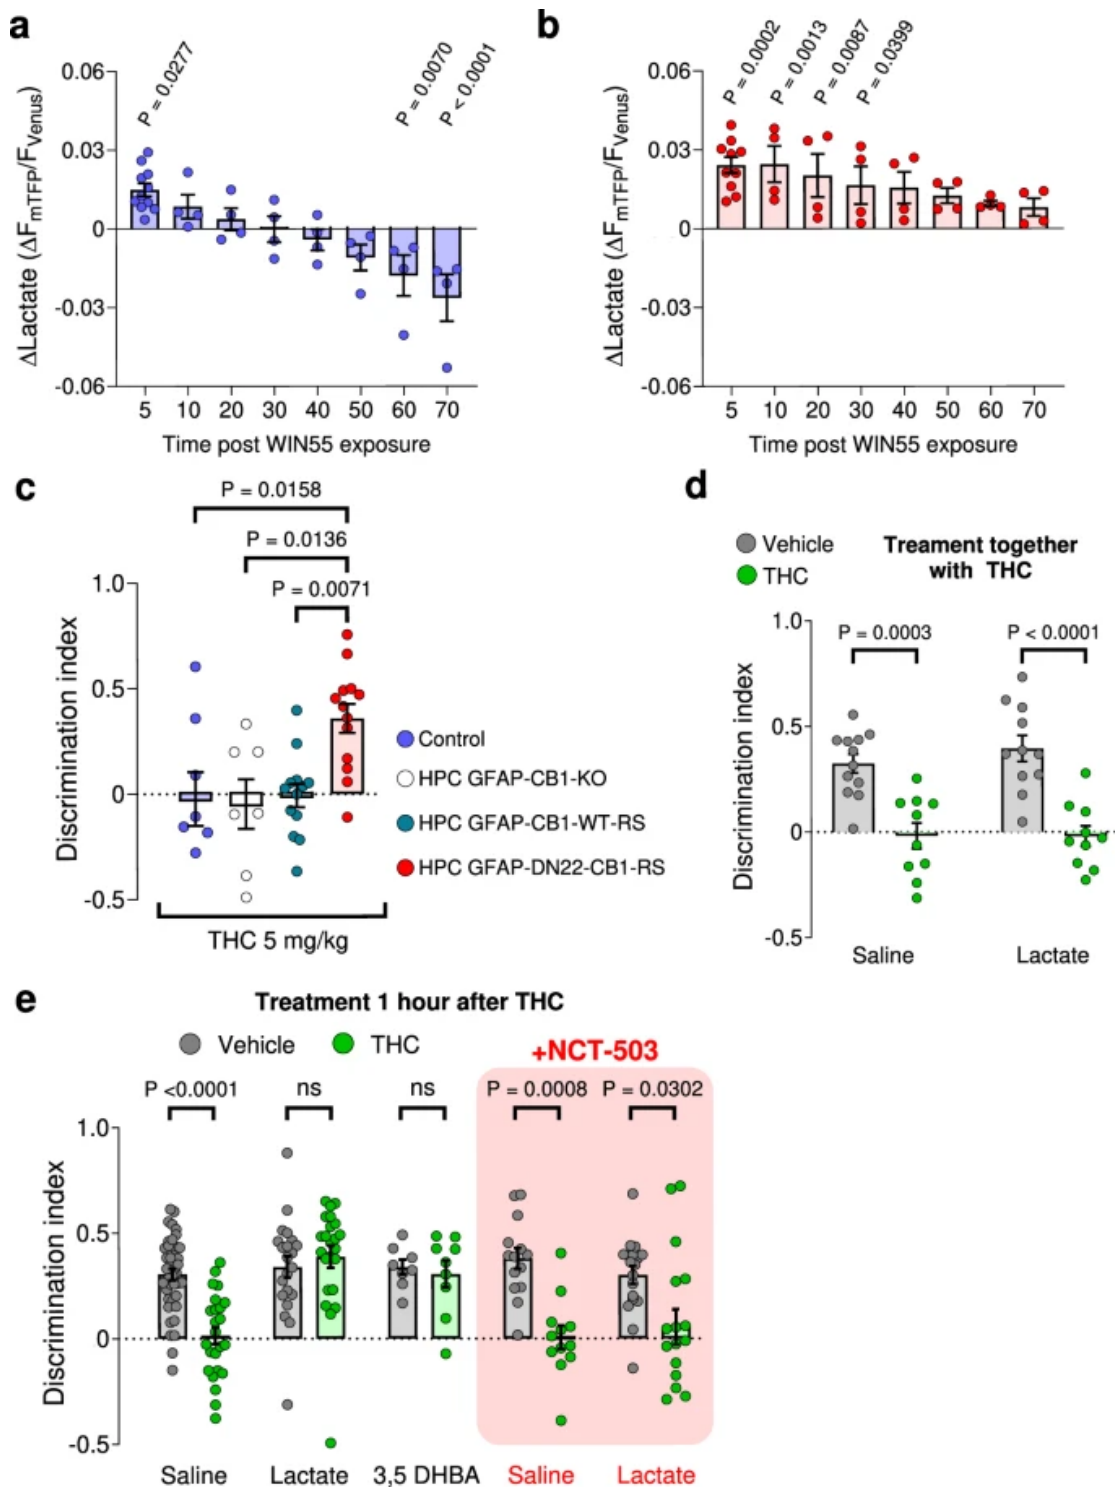 a
P = 0.0277
P = 0.0070
P < 0.0001
ΔLactate (ΔFmTFP/FVenus)
0.06
0.03
0
-0.03
-0.06
5 10 20 30 40 50 60 70
Time post WIN55 exposure
b
P = 0.0002
P = 0.0013
P = 0.0087
P = 0.0399
ΔLactate (ΔFmTFP/FVenus)
0.06
0.03
0
-0.03
-0.06
5 10 20 30 40 50 60 70
Time post WIN55 exposure
c
P = 0.0158
P = 0.0136
P = 0.0071
Discrimination index
1.0
0.5
0
-0.5
THC 5 mg/kg
Control
HPC GFAP-CB1-KO
HPC GFAP-CB1-WT-RS
HPC GFAP-DN22-CB1-RS
d
Vehicle
THC
Treament together
with THC
P = 0.0003
P < 0.0001
Discrimination index
1.0
0.5
0
-0.5
Saline Lactate
e
Treatment 1 hour after THC
Vehicle THC
+NCT-503
P <0.0001 ns ns P = 0.0008 P = 0.0302
Discrimination index
1.0
0.5
0
-0.5
Saline Lactate 3,5 DHBA Saline Lactate